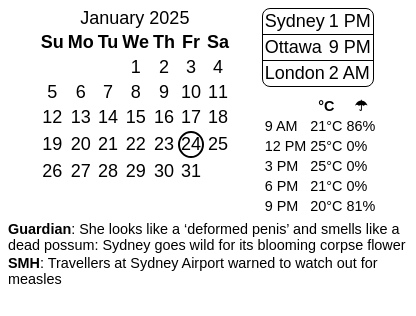 January 2025
Su Mo Tu We Th Fr Sa
1 2 3 4
5 6 7 8 9 10 11
12 13 14 15 16 17 18
19 20 21 22 23 24 25
26 27 28 29 30 31
Sydney 1 PM
Ottawa 9 PM
London 2 AM
°C ☂
9 AM 21°C 86%
12 PM 25°C 0%
3 PM 25°C 0%
6 PM 21°C 0%
9 PM 20°C 81%
Guardian: She looks like a ‘deformed penis’ and smells like a
dead possum: Sydney goes wild for its blooming corpse flower
SMH: Travellers at Sydney Airport warned to watch out for
measles